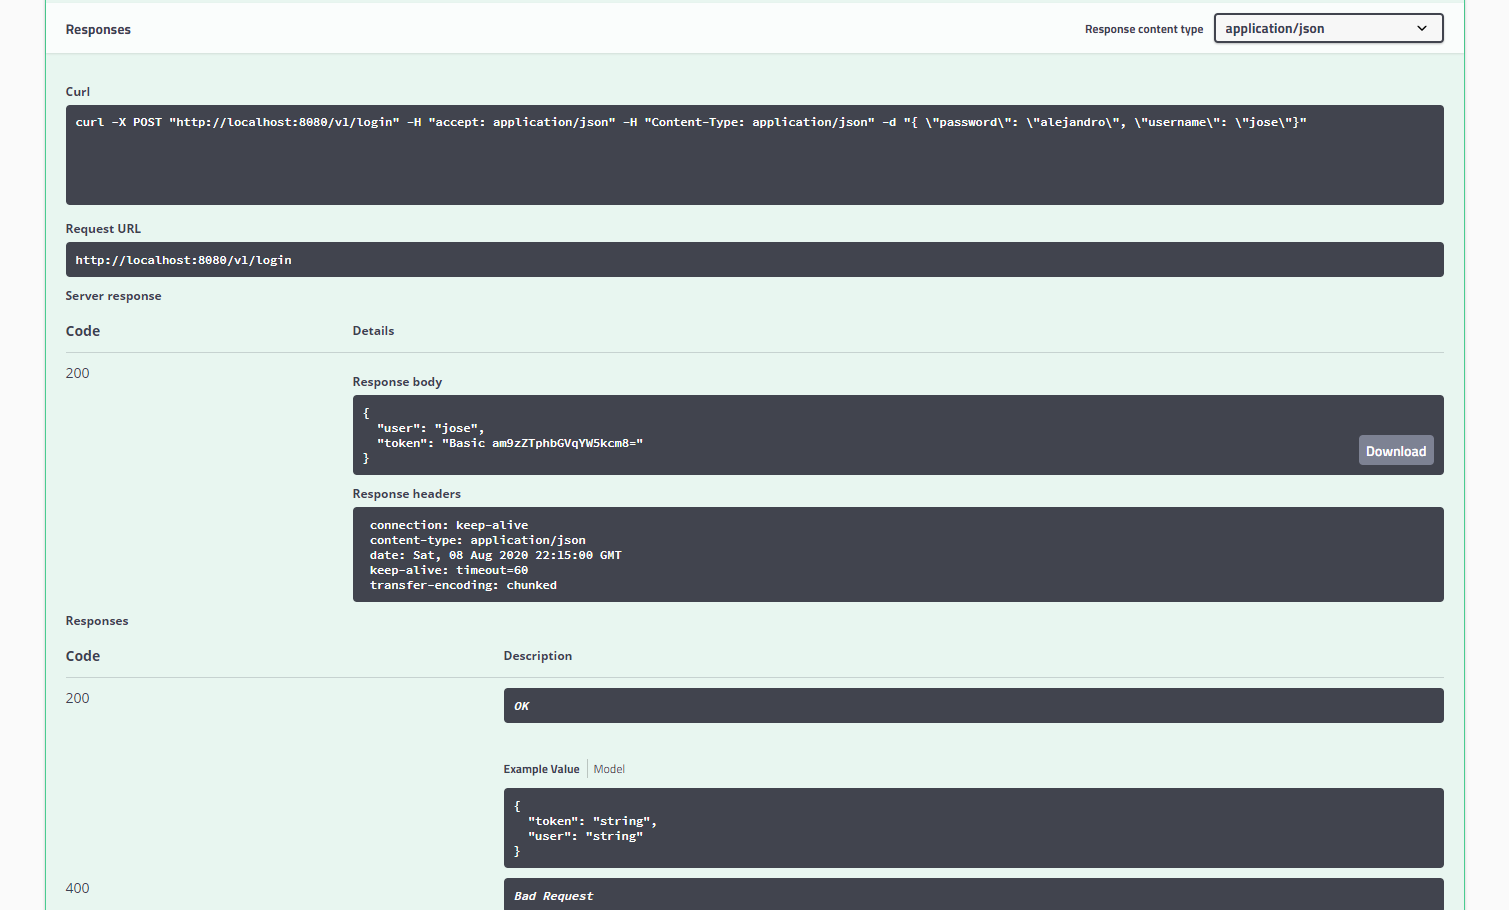 Responses
Response content type
application/json
Curl
curl -X POST "http://localhost:8080/v1/login" -H "accept: application/json" -H "Content-Type: application/json" -d "{ \"password\": \"alejandro\", \"username\": \"jose\"}"
Request URL
http://localhost:8080/v1/login
Server response
Code
Details
200
Response body
{
  "user": "jose",
  "token": "Basic am9zZTphbGVqYW5kcm8="
}
Download
Response headers
connection: keep-alive
content-type: application/json
date: Sat, 08 Aug 2020 22:15:00 GMT
keep-alive: timeout=60
transfer-encoding: chunked
Responses
Code
Description
200
OK
Example Value
Model
{
  "token": "string",
  "user": "string"
}
400
Bad Request